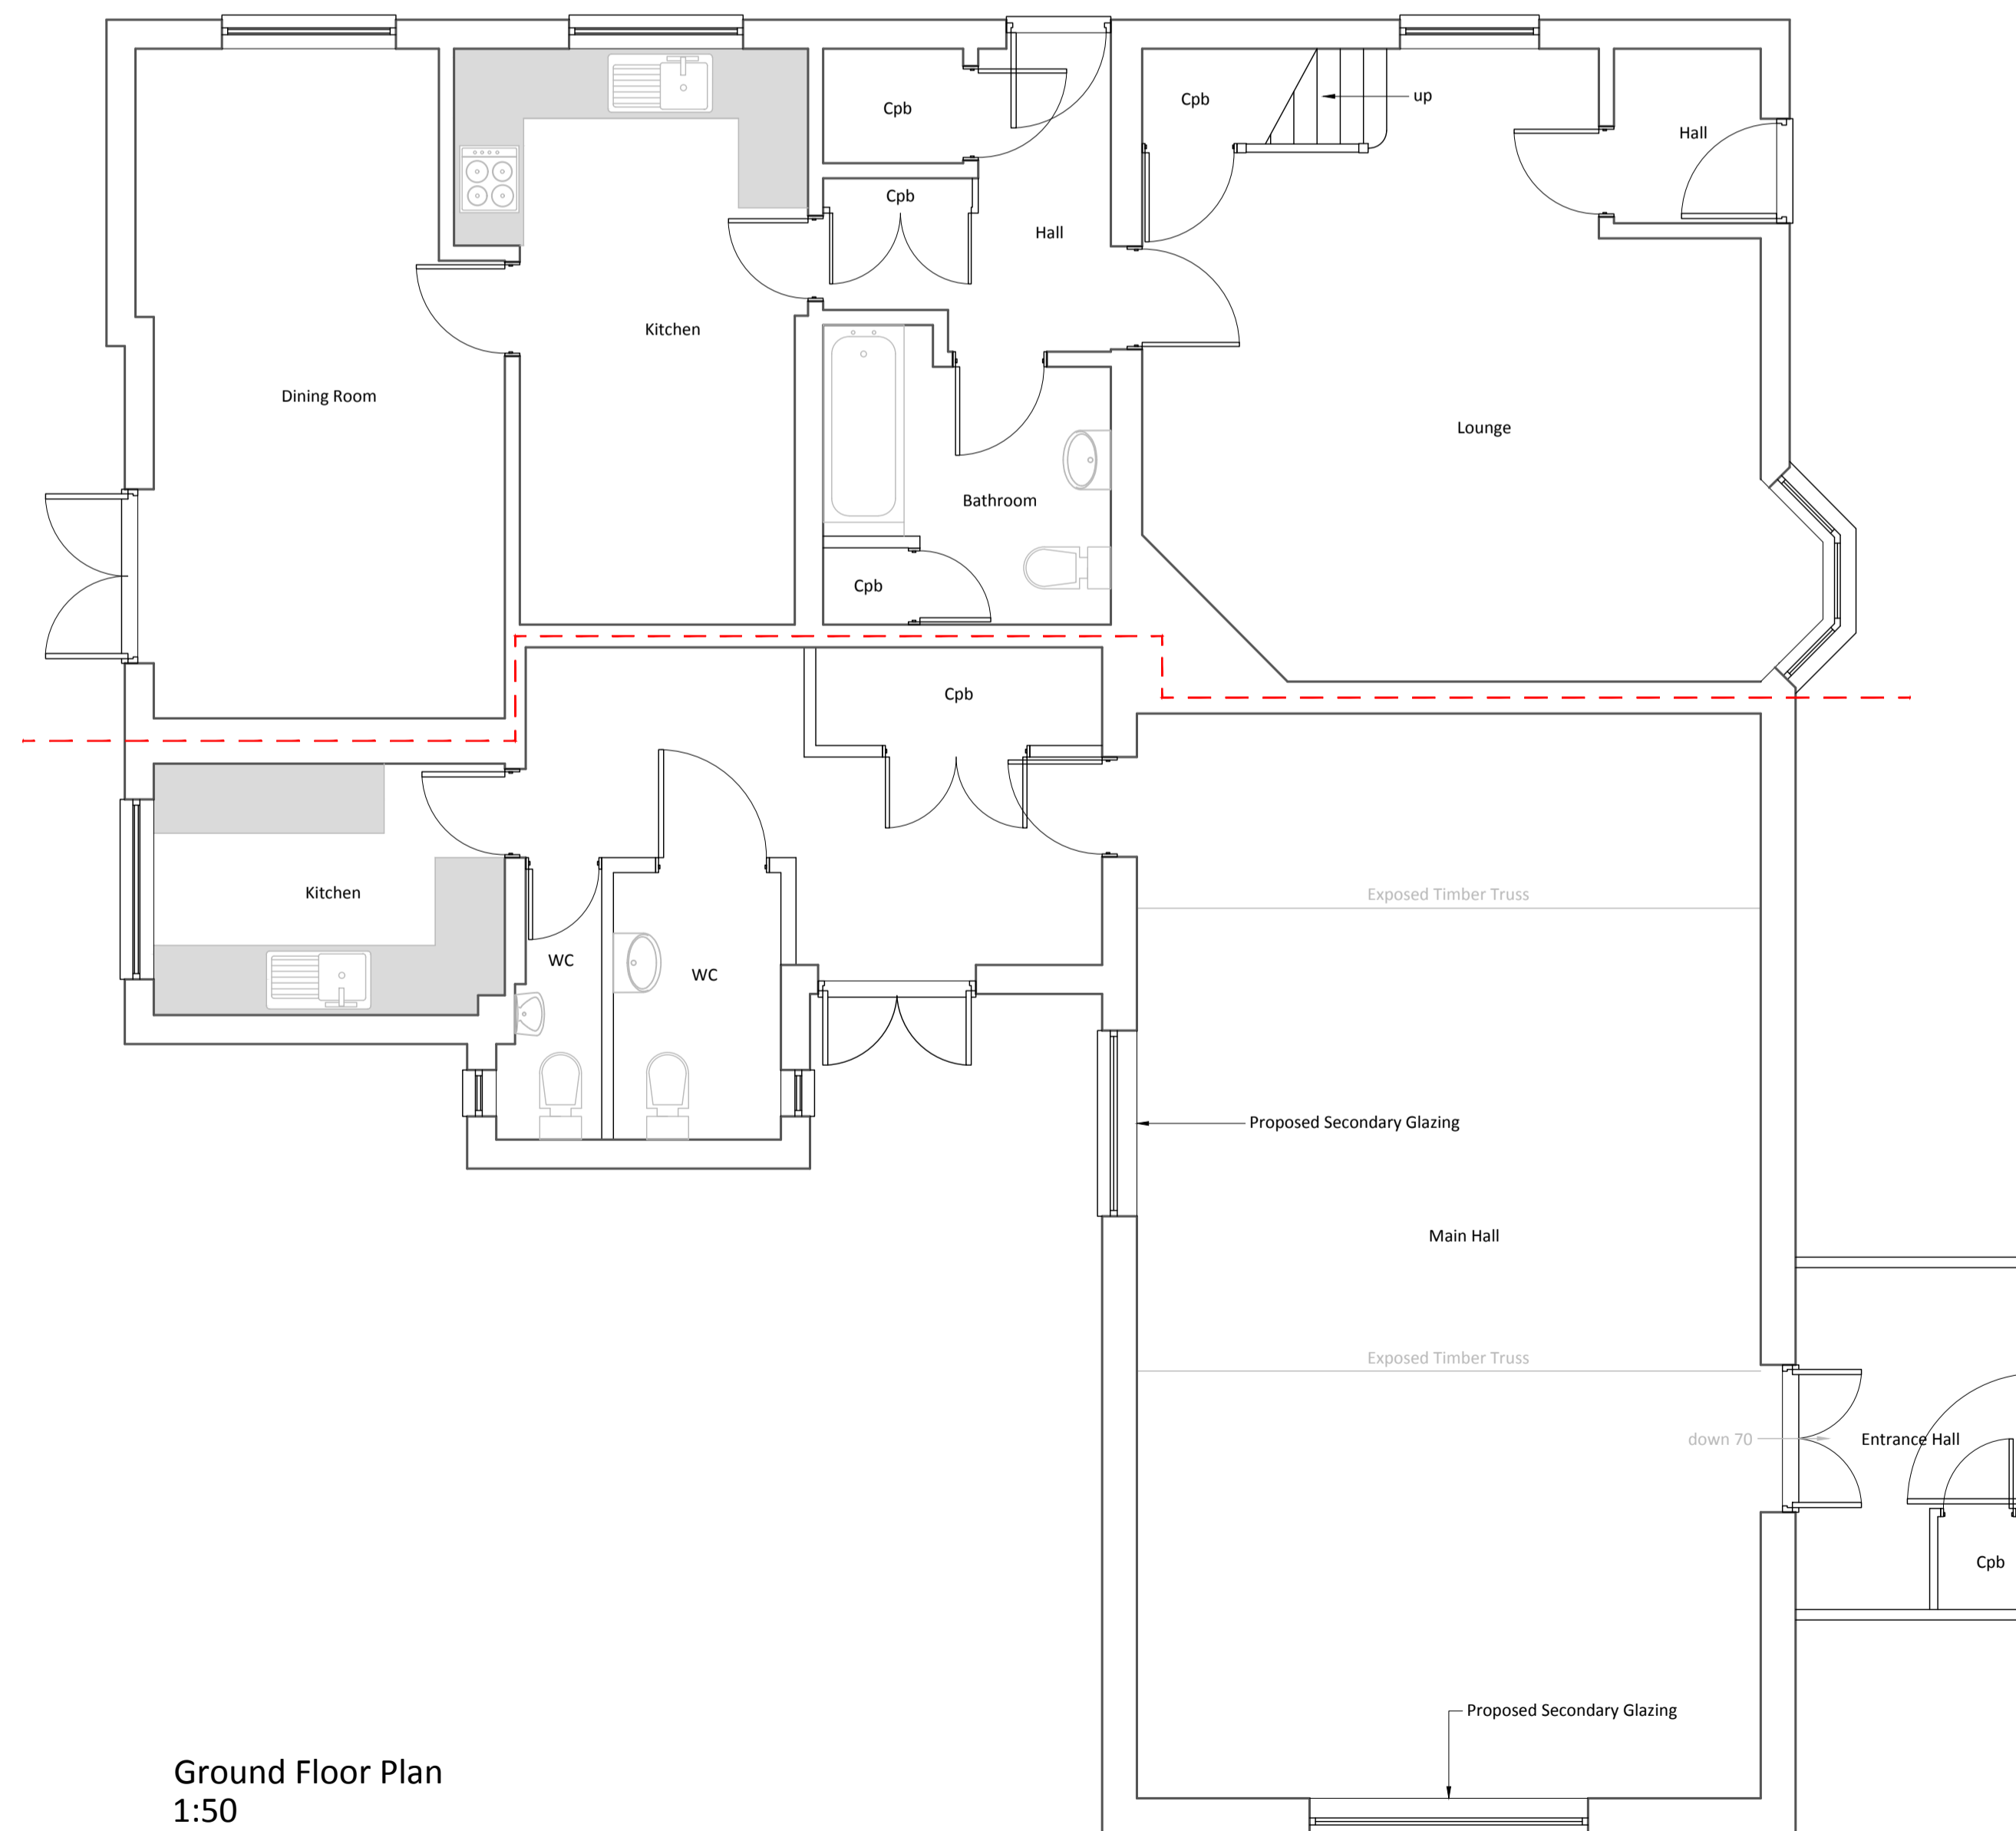 Cpb
Cpb
up
Hall
Cpb
Hall
Kitchen
Dining Room
Lounge
Bathroom
Cpb
Cpb
Kitchen
Exposed Timber Truss
WC
WC
Proposed Secondary Glazing
Main Hall
Exposed Timber Truss
down 70
Entrance Hall
Cpb
Proposed Secondary Glazing
Ground Floor Plan
1:50